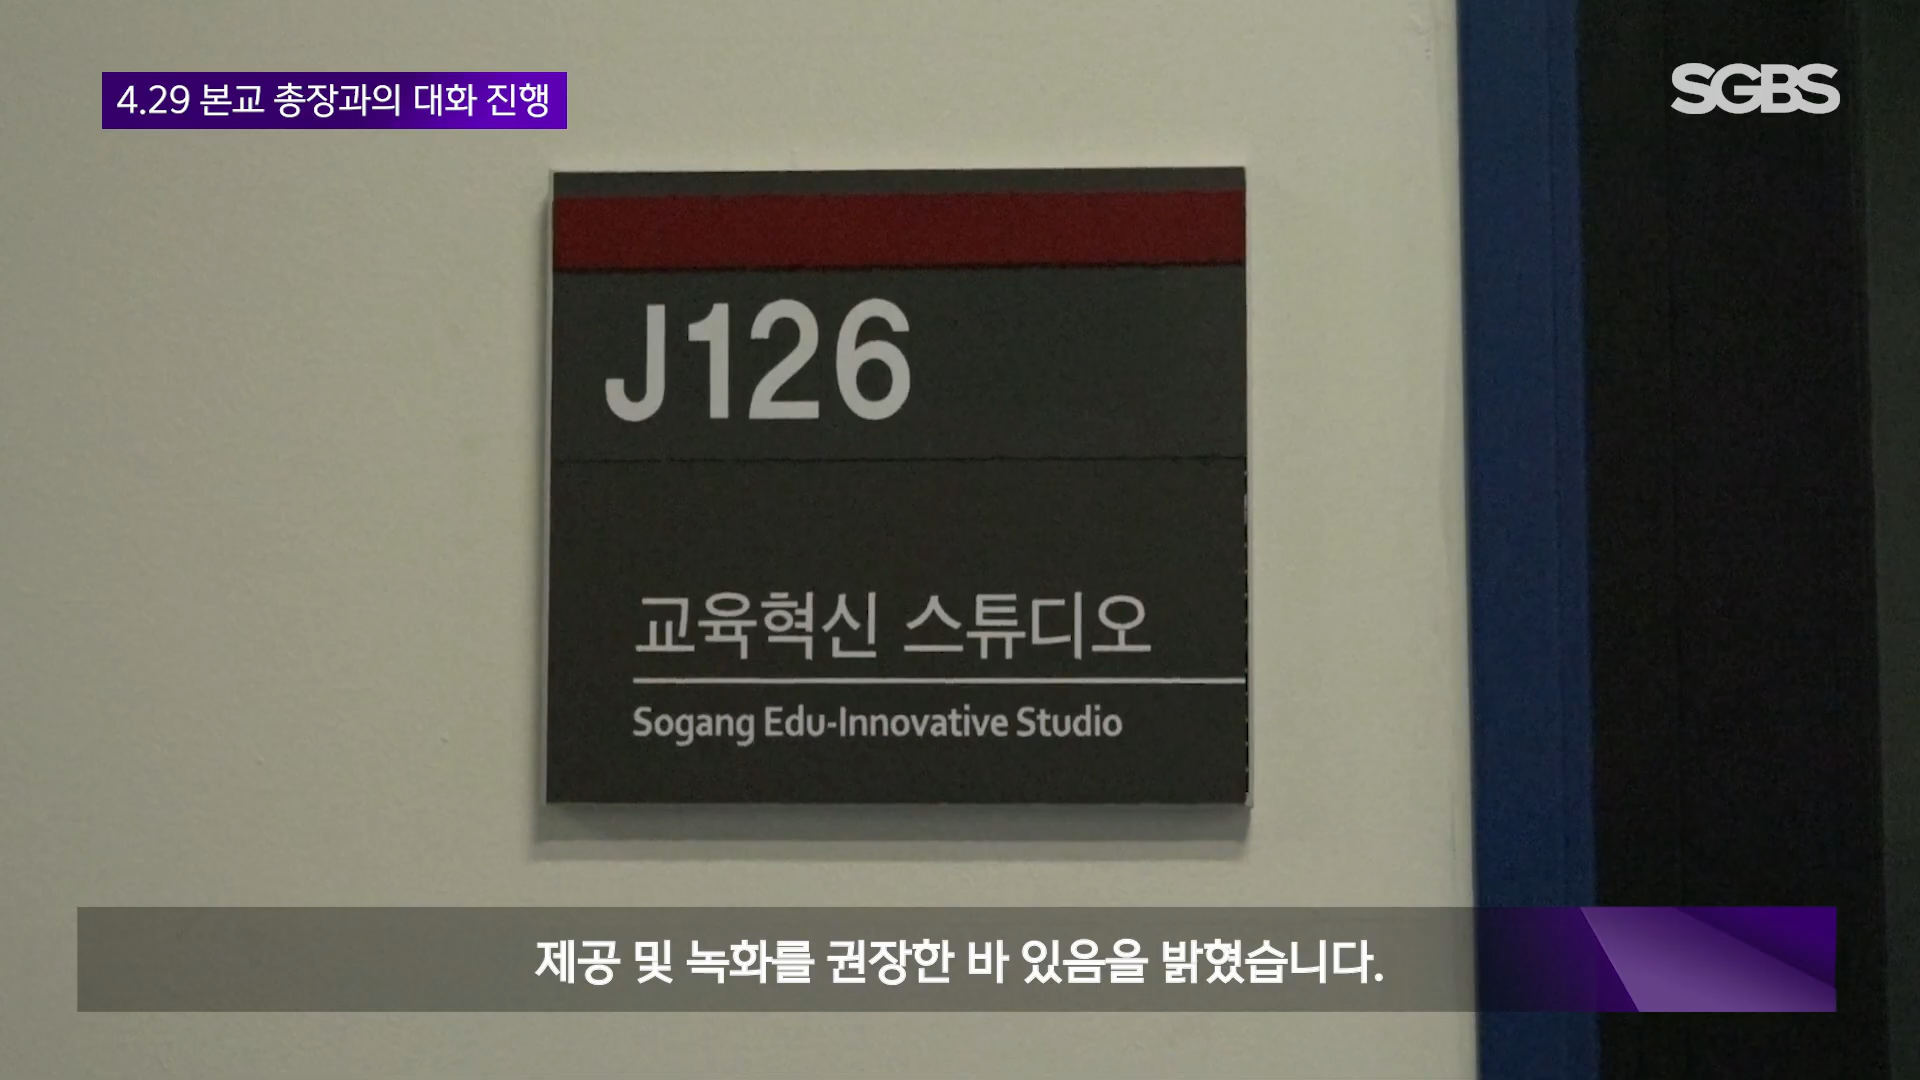 4.29 본교 총장과의 대화 진행
SGBS
J126
교육혁신 스튜디오
Sogang Edu-Innovative Studio
제공 및 녹화를 권장한 바 있음을 밝혔습니다.